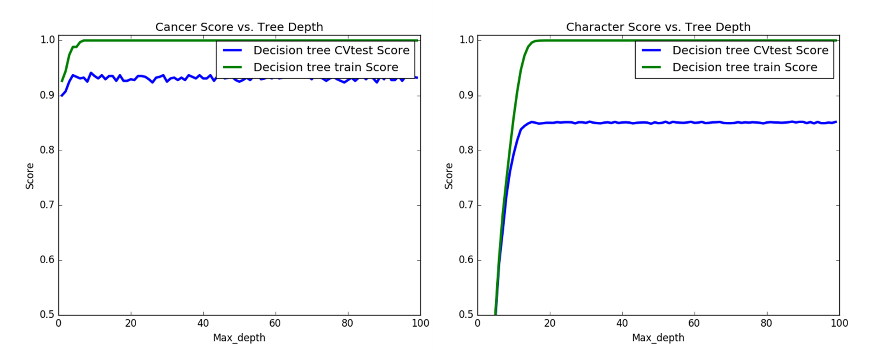 Cancer Score vs. Tree Depth
1.0
0.9
0.8
0.7
0.6
0.5
Score
Decision tree CVtest Score
Decision tree train Score
0 20 40 60 80 100
Max_depth
Character Score vs. Tree Depth
1.0
0.9
0.8
0.7
0.6
0.5
Score
Decision tree CVtest Score
Decision tree train Score
0 20 40 60 80 100
Max_depth